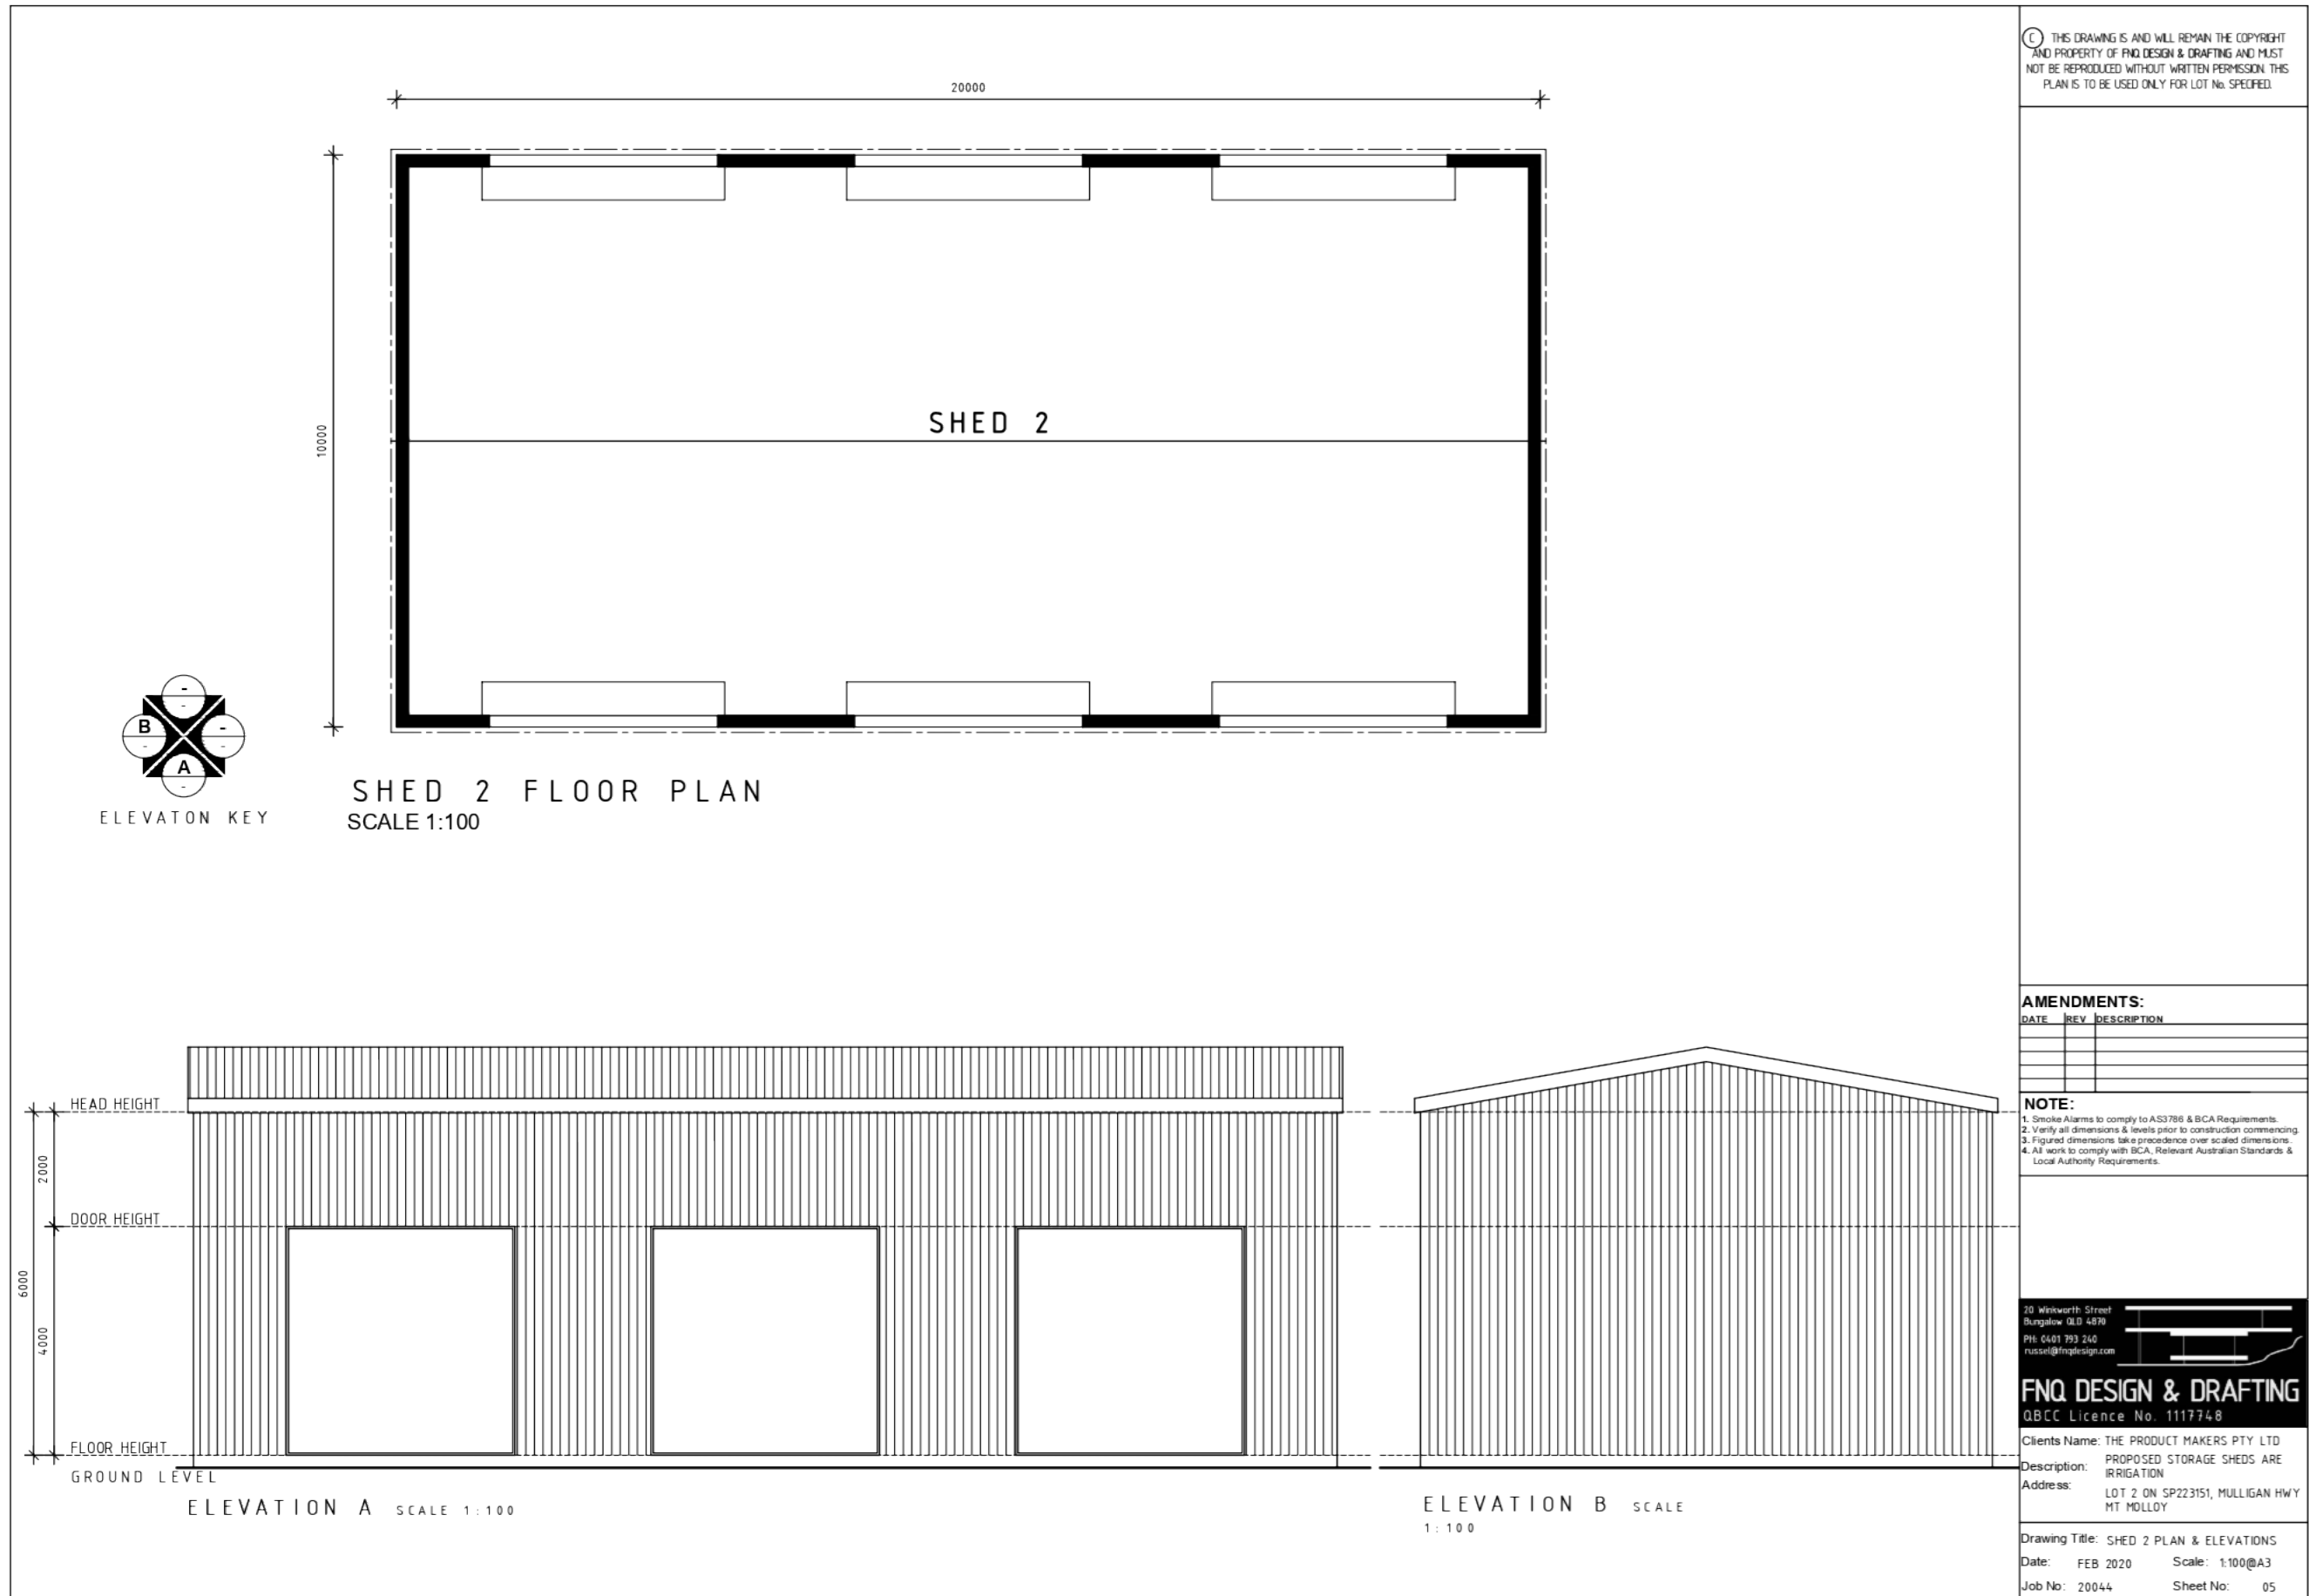 © THIS DRAWING IS AND WILL REMAIN THE COPYRIGHT
AND PROPERTY OF FNQ DESIGN & DRAFTING AND MUST
NOT BE REPRODUCED WITHOUT WRITTEN PERMISSION. THIS
PLAN IS TO BE USED ONLY FOR LOT No. SPECIFIED.
20000
10000
SHED 2
-
-
B
-
-
-
A
-
ELEVATON KEY
SHED 2 FLOOR PLAN
SCALE 1:100
HEAD HEIGHT
2000
DOOR HEIGHT
6000
4000
FLOOR HEIGHT
GROUND LEVEL
ELEVATION A SCALE 1:100
ELEVATION B SCALE
1:100
AMENDMENTS:
DATE REV DESCRIPTION
NOTE:
1. Smoke Alarms to comply to AS3786 & BCA Requirements.
2. Verify all dimensions & levels prior to construction commencing.
3. Figured dimensions take precedence over scaled dimensions.
4. All work to comply with BCA, Relevant Australian Standards &
Local Authority Requirements.
20 Winkworth Street
Bungalow QLD 4870
PH: 0401 793 240
russel@fnqdesign.com
FNQ DESIGN & DRAFTING
QBCC Licence No. 1117748
Clients Name: THE PRODUCT MAKERS PTY LTD
Description: PROPOSED STORAGE SHEDS ARE
IRRIGATION
Address: LOT 2 ON SP223151, MULLIGAN HWY
MT MOLLOY
Drawing Title: SHED 2 PLAN & ELEVATIONS
Date: FEB 2020 Scale: 1:100@A3
Job No: 20044 Sheet No: 05